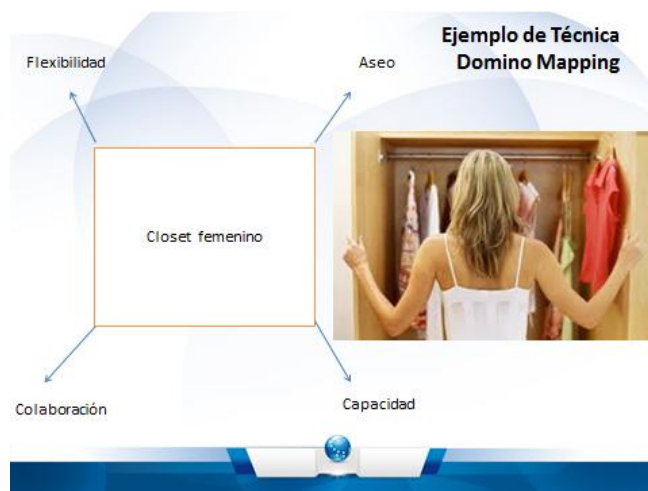 Ejemplo de Técnica
Domino Mapping
Flexibilidad
Aseo
Closet femenino
Colaboración
Capacidad